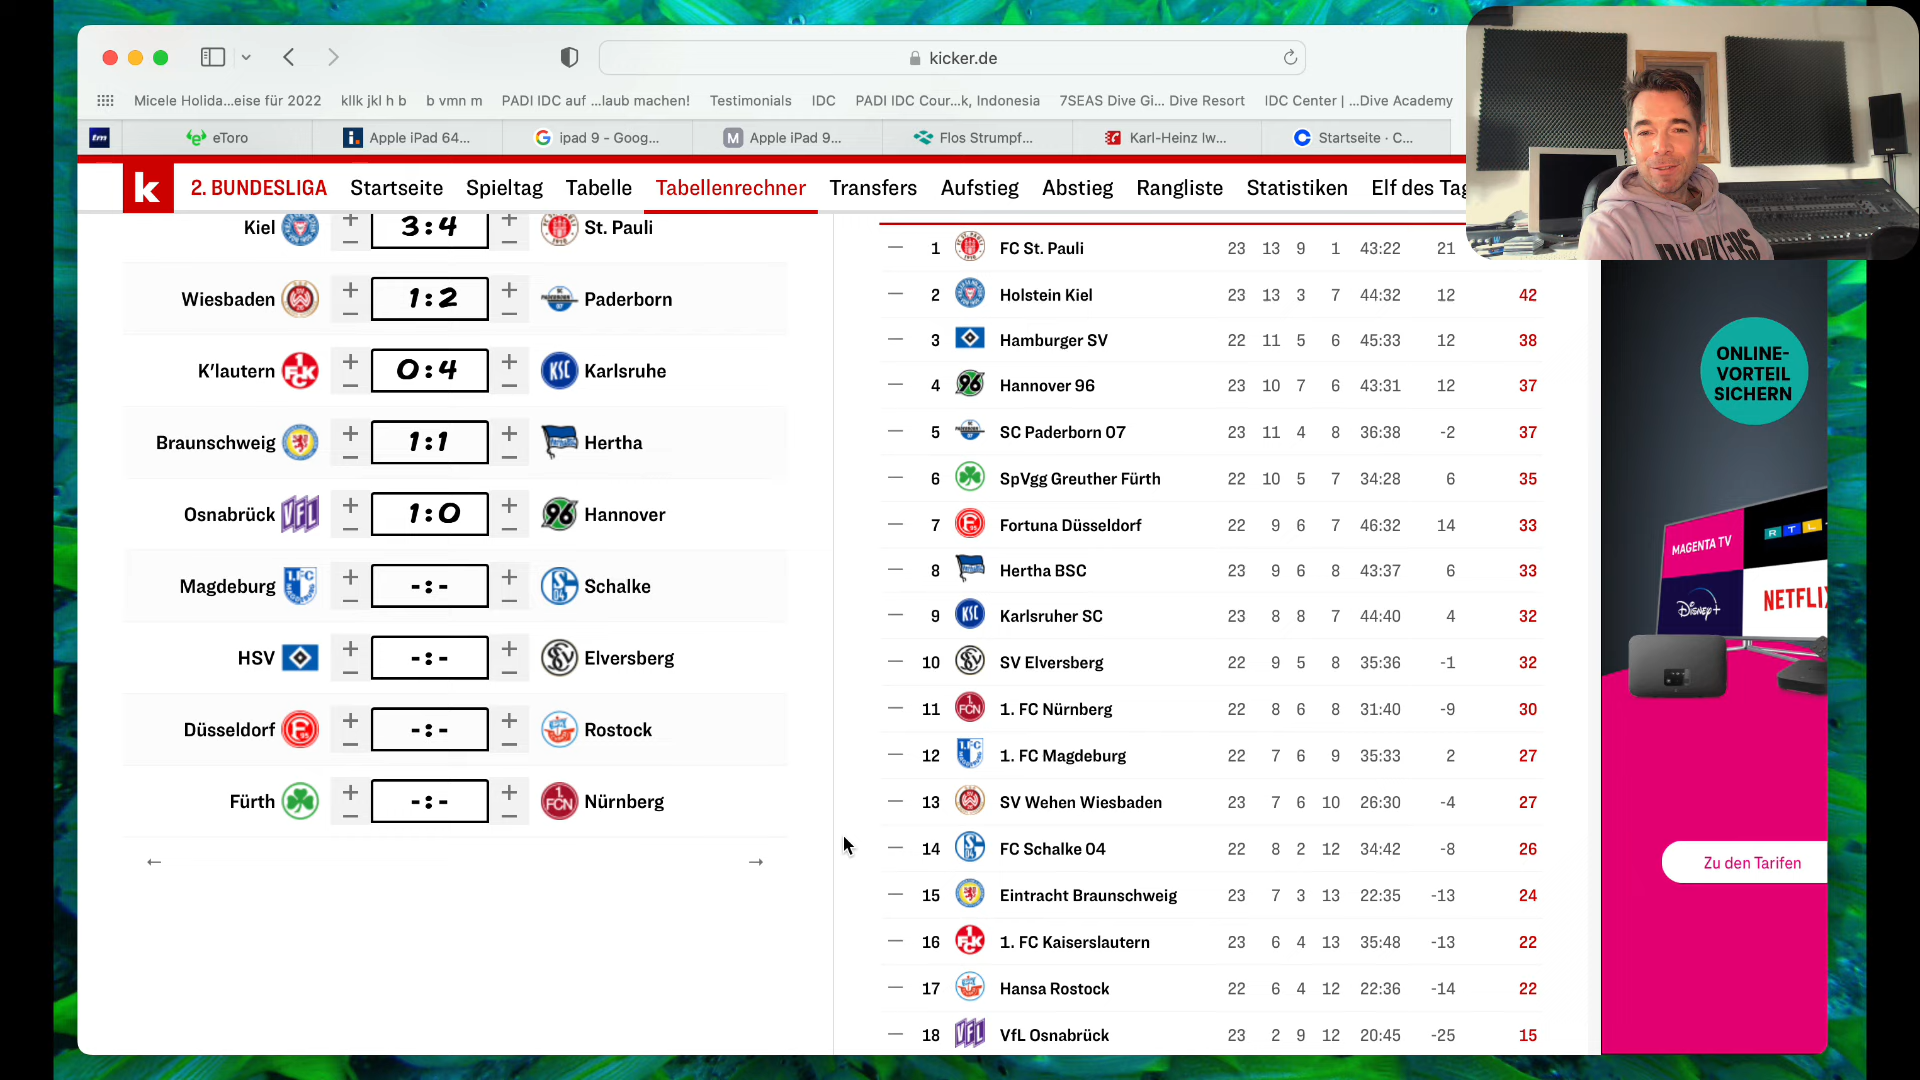 kicker.de
Micele Holida...eise für 2022 kllk jkl h b b vmn m PADI IDC auf ...laub machen! Testimonials IDC PADI IDC Cour...k, Indonesia 7SEAS Dive Gi... Dive Resort IDC Center | ...Dive Academy
tm eToro Apple iPad 64... ipad 9 - Goog... M Apple iPad 9... Flos Strumpf... Karl-Heinz Iw... Startseite · C...
k 2. BUNDESLIGA Startseite Spieltag Tabelle Tabellenrechner Transfers Aufstieg Abstieg Rangliste Statistiken Elf des Tag
Kiel + − 3:4 + − St. Pauli
Wiesbaden + − 1:2 + − Paderborn
K'lautern + − 0:4 + − Karlsruhe
Braunschweig + − 1:1 + − Hertha
Osnabrück + − 1:0 + − Hannover
Magdeburg + − -:- + − Schalke
HSV + − -:- + − Elversberg
Düsseldorf + − -:- + − Rostock
Fürth + − -:- + − Nürnberg
← →
— 1 FC St. Pauli 23 13 9 1 43:22 21
— 2 Holstein Kiel 23 13 3 7 44:32 12 42
— 3 Hamburger SV 22 11 5 6 45:33 12 38
— 4 Hannover 96 23 10 7 6 43:31 12 37
— 5 SC Paderborn 07 23 11 4 8 36:38 -2 37
— 6 SpVgg Greuther Fürth 22 10 5 7 34:28 6 35
— 7 Fortuna Düsseldorf 22 9 6 7 46:32 14 33
— 8 Hertha BSC 23 9 6 8 43:37 6 33
— 9 Karlsruher SC 23 8 8 7 44:40 4 32
— 10 SV Elversberg 22 9 5 8 35:36 -1 32
— 11 1. FC Nürnberg 22 8 6 8 31:40 -9 30
— 12 1. FC Magdeburg 22 7 6 9 35:33 2 27
— 13 SV Wehen Wiesbaden 23 7 6 10 26:30 -4 27
— 14 FC Schalke 04 22 8 2 12 34:42 -8 26
— 15 Eintracht Braunschweig 23 7 3 13 22:35 -13 24
— 16 1. FC Kaiserslautern 23 6 4 13 35:48 -13 22
— 17 Hansa Rostock 22 6 4 12 22:36 -14 22
— 18 VfL Osnabrück 23 2 9 12 20:45 -25 15
ONLINE-
VORTEIL
SICHERN
MAGENTA TV RTL+
Disney+ NETFLIX
Zu den Tarifen